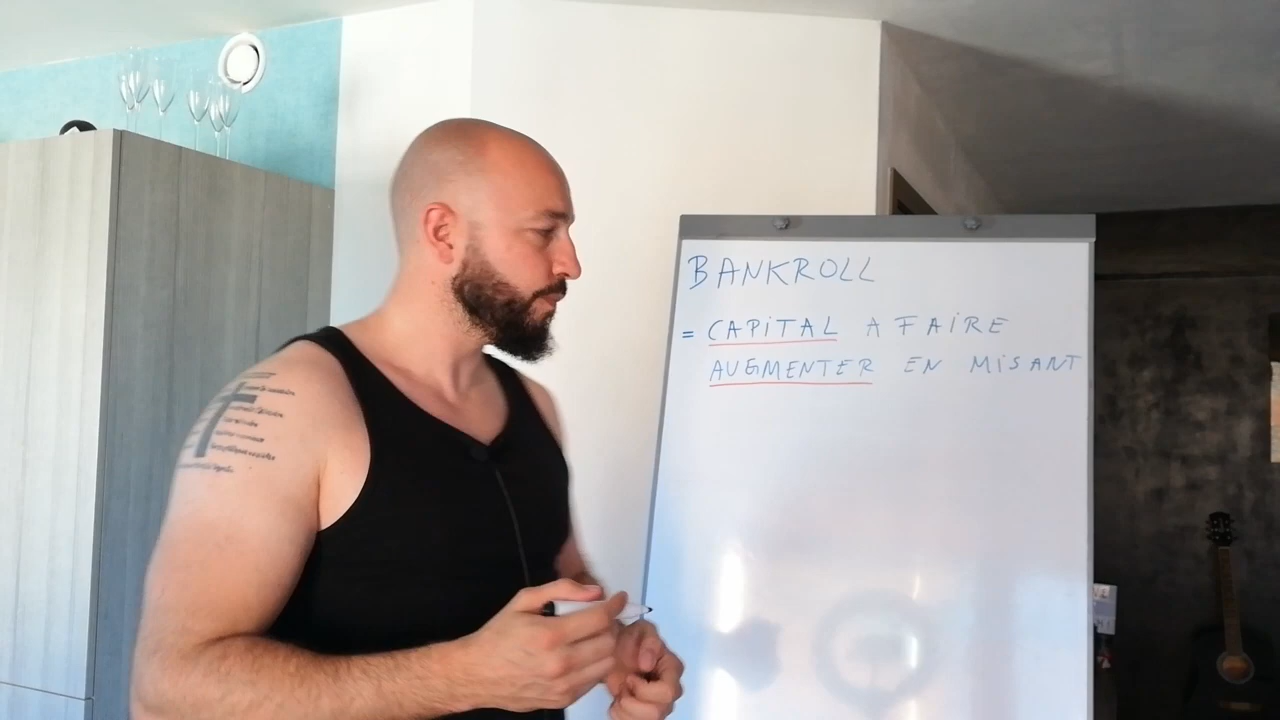 BANKROLL
= CAPITAL A FAIRE
AUGMENTER EN MISANT